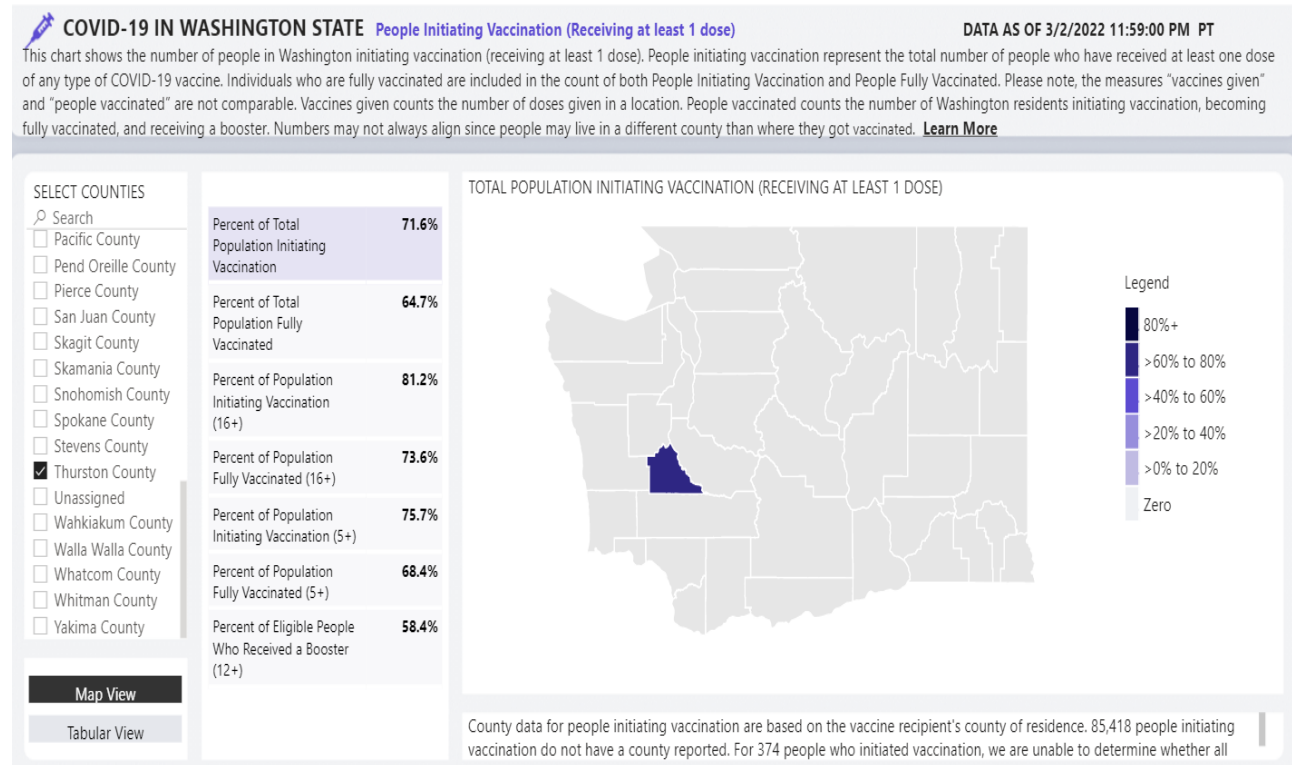 COVID-19 IN WASHINGTON STATE People Initiating Vaccination (Receiving at least 1 dose) DATA AS OF 3/2/2022 11:59:00 PM PT
This chart shows the number of people in Washington initiating vaccination (receiving at least 1 dose). People initiating vaccination represent the total number of people who have received at least one dose
of any type of COVID-19 vaccine. Individuals who are fully vaccinated are included in the count of both People Initiating Vaccination and People Fully Vaccinated. Please note, the measures “vaccines given”
and “people vaccinated” are not comparable. Vaccines given counts the number of doses given in a location. People vaccinated counts the number of Washington residents initiating vaccination, becoming
fully vaccinated, and receiving a booster. Numbers may not always align since people may live in a different county than where they got vaccinated. Learn More
SELECT COUNTIES
Search
Pacific County
Pend Oreille County
Pierce County
San Juan County
Skagit County
Skamania County
Snohomish County
Spokane County
Stevens County
Thurston County
Unassigned
Wahkiakum County
Walla Walla County
Whatcom County
Whitman County
Yakima County
Map View
Tabular View
Percent of Total 71.6%
Population Initiating
Vaccination
Percent of Total 64.7%
Population Fully
Vaccinated
Percent of Population 81.2%
Initiating Vaccination
(16+)
Percent of Population 73.6%
Fully Vaccinated (16+)
Percent of Population 75.7%
Initiating Vaccination (5+)
Percent of Population 68.4%
Fully Vaccinated (5+)
Percent of Eligible People 58.4%
Who Received a Booster
(12+)
TOTAL POPULATION INITIATING VACCINATION (RECEIVING AT LEAST 1 DOSE)
Legend
80%+
>60% to 80%
>40% to 60%
>20% to 40%
>0% to 20%
Zero
County data for people initiating vaccination are based on the vaccine recipient's county of residence. 85,418 people initiating
vaccination do not have a county reported. For 374 people who initiated vaccination, we are unable to determine whether all